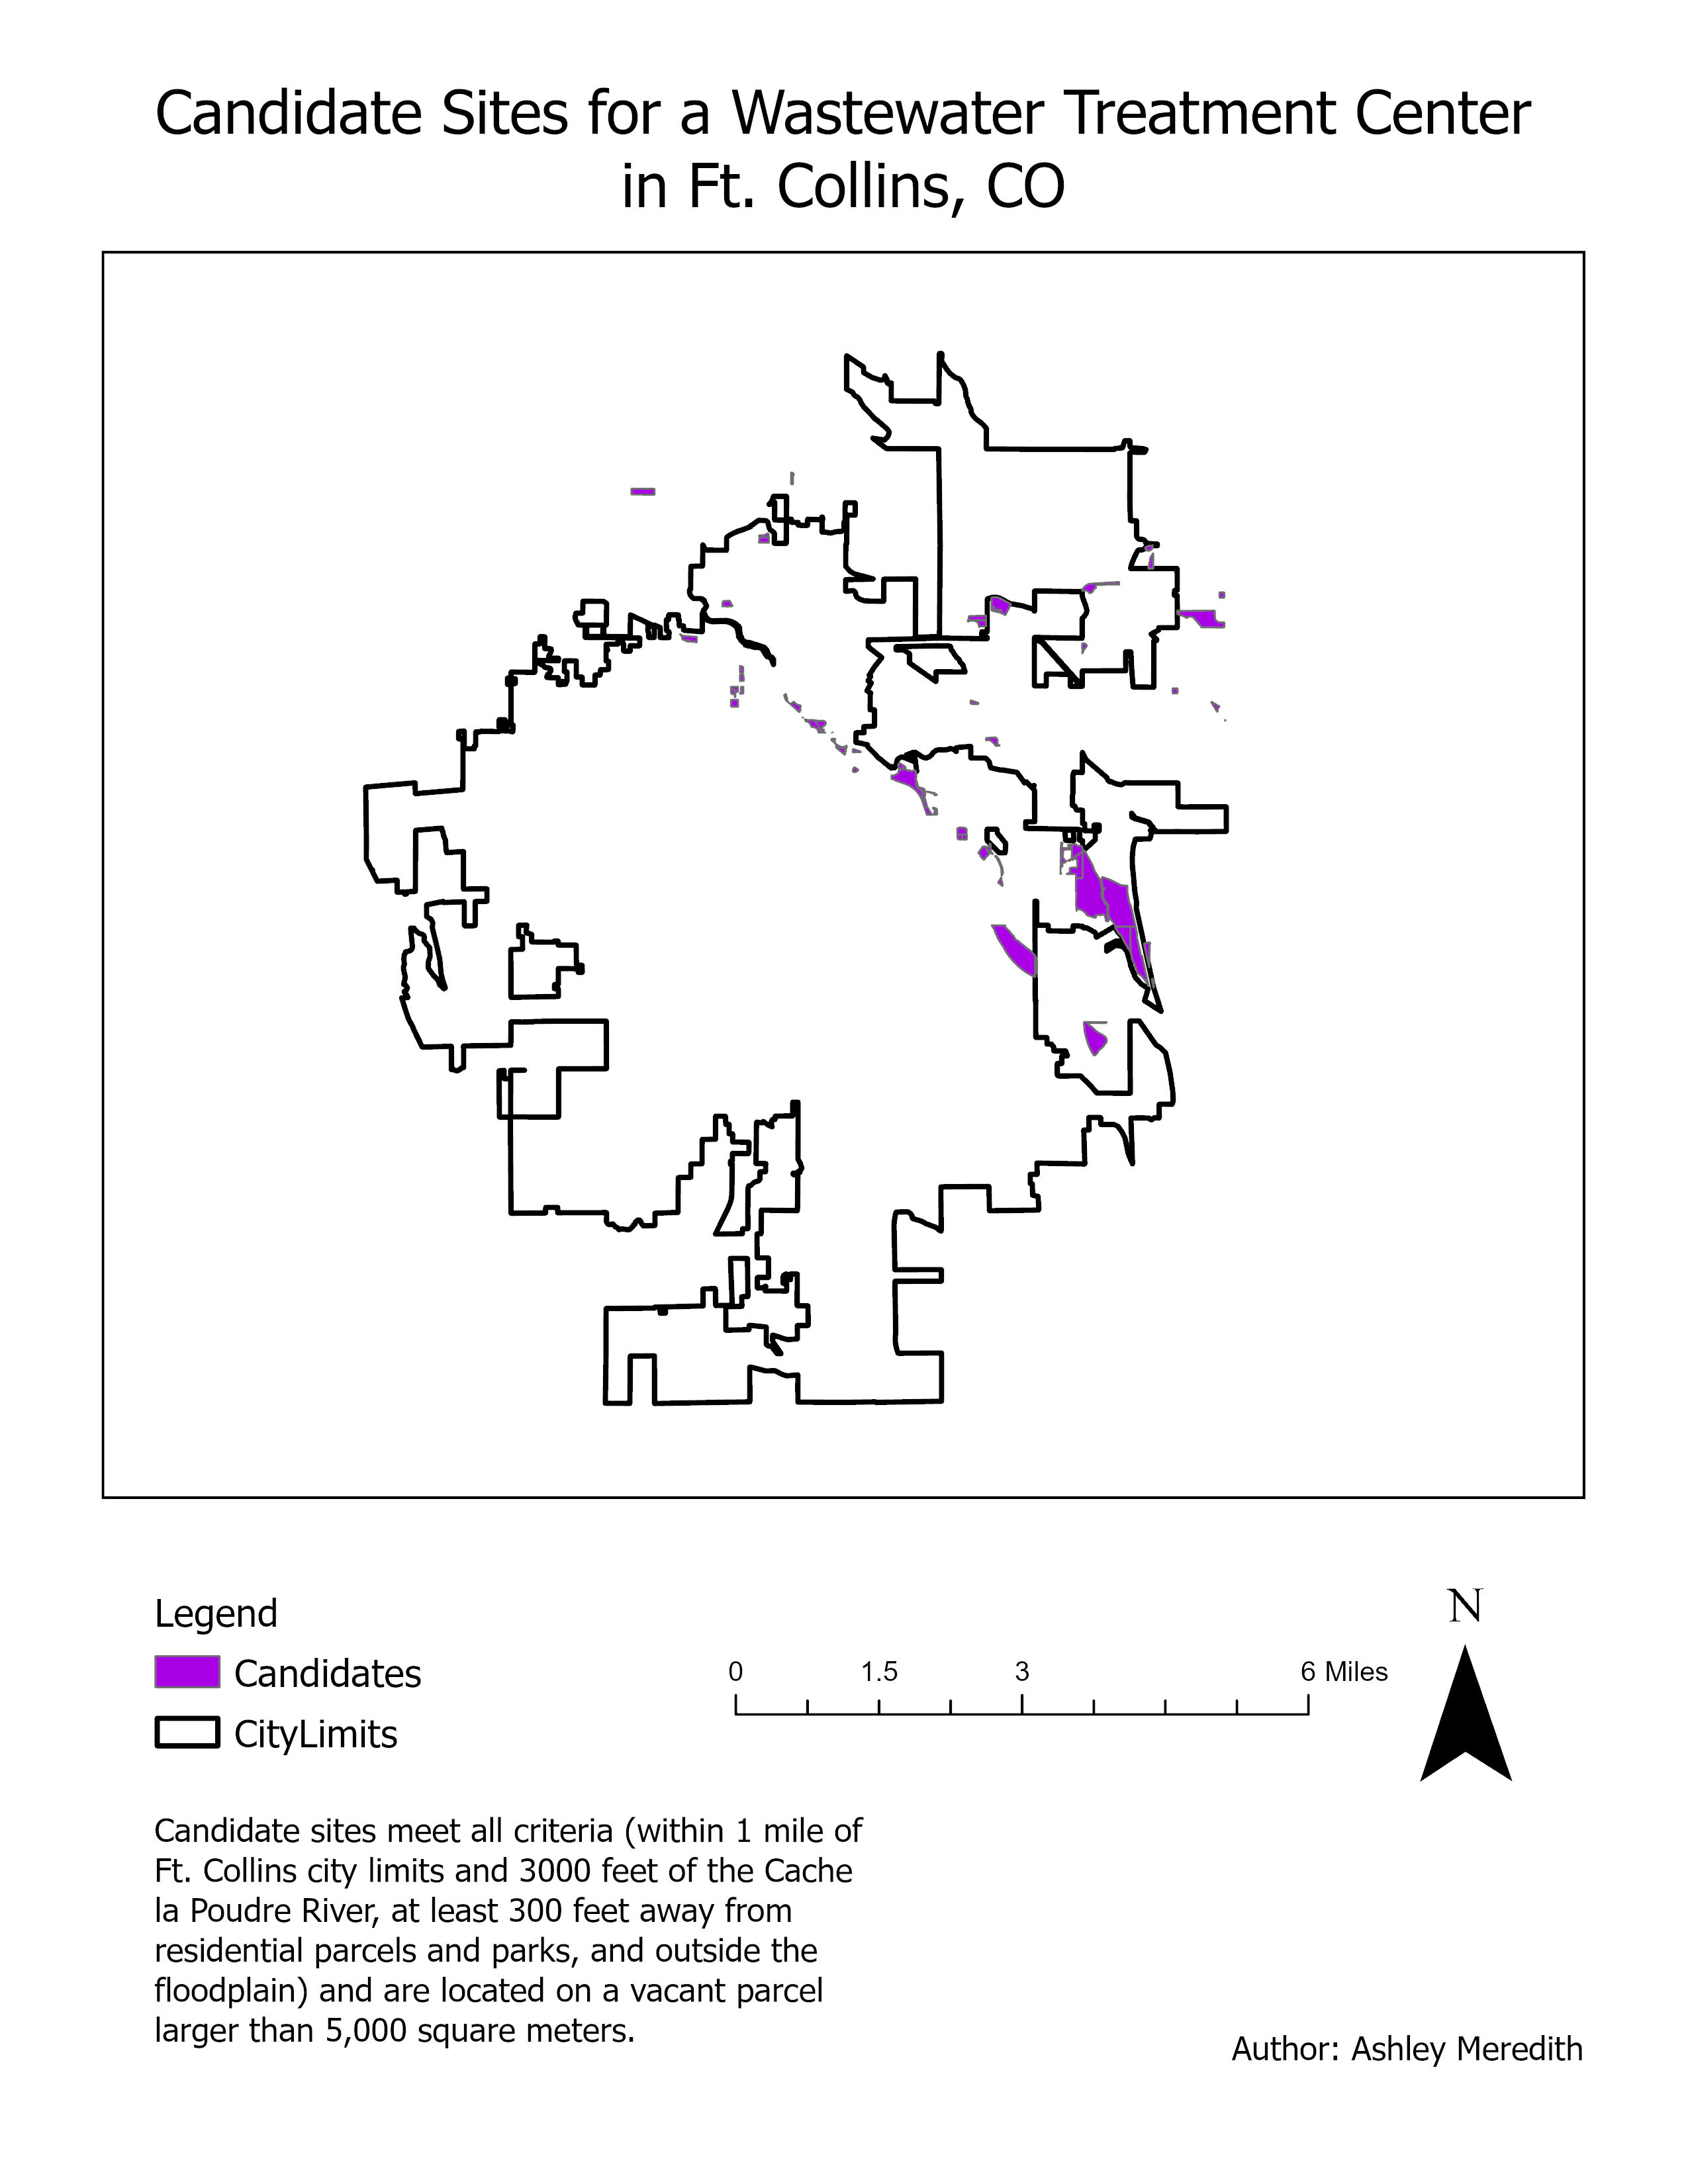 Candidate Sites for a Wastewater Treatment Center
in Ft. Collins, CO
Legend
Candidates
CityLimits
0 1.5 3 6 Miles
N
Candidate sites meet all criteria (within 1 mile of
Ft. Collins city limits and 3000 feet of the Cache
la Poudre River, at least 300 feet away from
residential parcels and parks, and outside the
floodplain) and are located on a vacant parcel
larger than 5,000 square meters.
Author: Ashley Meredith